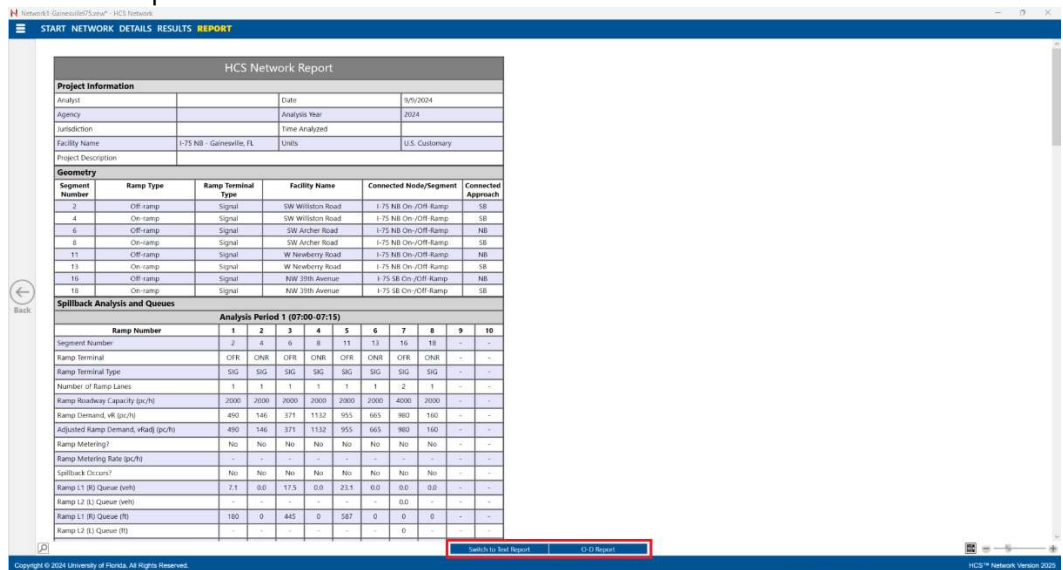 Network1-GainesvilleI75.xnw* - HCS Network
START NETWORK DETAILS RESULTS REPORT
HCS Network Report
Project Information
Analyst Date 9/9/2024
Agency Analysis Year 2024
Jurisdiction Time Analyzed
Facility Name I-75 NB - Gainesville, FL Units U.S. Customary
Project Description
Geometry
Segment Number Ramp Type Ramp Terminal Type Facility Name Connected Node/Segment Connected Approach
2 Off-ramp Signal SW Williston Road I-75 NB On-/Off-Ramp SB
4 On-ramp Signal SW Williston Road I-75 NB On-/Off-Ramp SB
6 Off-ramp Signal SW Archer Road I-75 NB On-/Off-Ramp NB
8 On-ramp Signal SW Archer Road I-75 NB On-/Off-Ramp SB
11 Off-ramp Signal W Newberry Road I-75 NB On-/Off-Ramp NB
13 On-ramp Signal W Newberry Road I-75 NB On-/Off-Ramp SB
16 Off-ramp Signal NW 39th Avenue I-75 SB On-/Off-Ramp NB
18 On-ramp Signal NW 39th Avenue I-75 SB On-/Off-Ramp SB
Spillback Analysis and Queues
Analysis Period 1 (07:00-07:15)
Ramp Number 1 2 3 4 5 6 7 8 9 10
Segment Number 2 4 6 8 11 13 16 18 - -
Ramp Terminal OFR ONR OFR ONR OFR ONR OFR ONR - -
Ramp Terminal Type SIG SIG SIG SIG SIG SIG SIG SIG - -
Number of Ramp Lanes 1 1 1 1 1 1 2 1 - -
Ramp Roadway Capacity (pc/h) 2000 2000 2000 2000 2000 2000 4000 2000 - -
Ramp Demand, vR (pc/h) 490 146 371 1132 955 665 980 160 - -
Adjusted Ramp Demand, vRadj (pc/h) 490 146 371 1132 955 665 980 160 - -
Ramp Metering? No No No No No No No No - -
Ramp Metering Rate (pc/h) - - - - - - - - - -
Spillback Occurs? No No No No No No No No - -
Ramp L1 (R) Queue (veh) 7.1 0.0 17.5 0.0 23.1 0.0 0.0 0.0 - -
Ramp L2 (L) Queue (veh) - - - - - - 0.0 - - -
Ramp L1 (R) Queue (ft) 180 0 445 0 587 0 0 0 - -
Ramp L2 (L) Queue (ft) - - - - - - 0 - - -
Back
Switch to Text Report O-D Report
Copyright © 2024 University of Florida. All Rights Reserved. HCS™ Network Version 2025